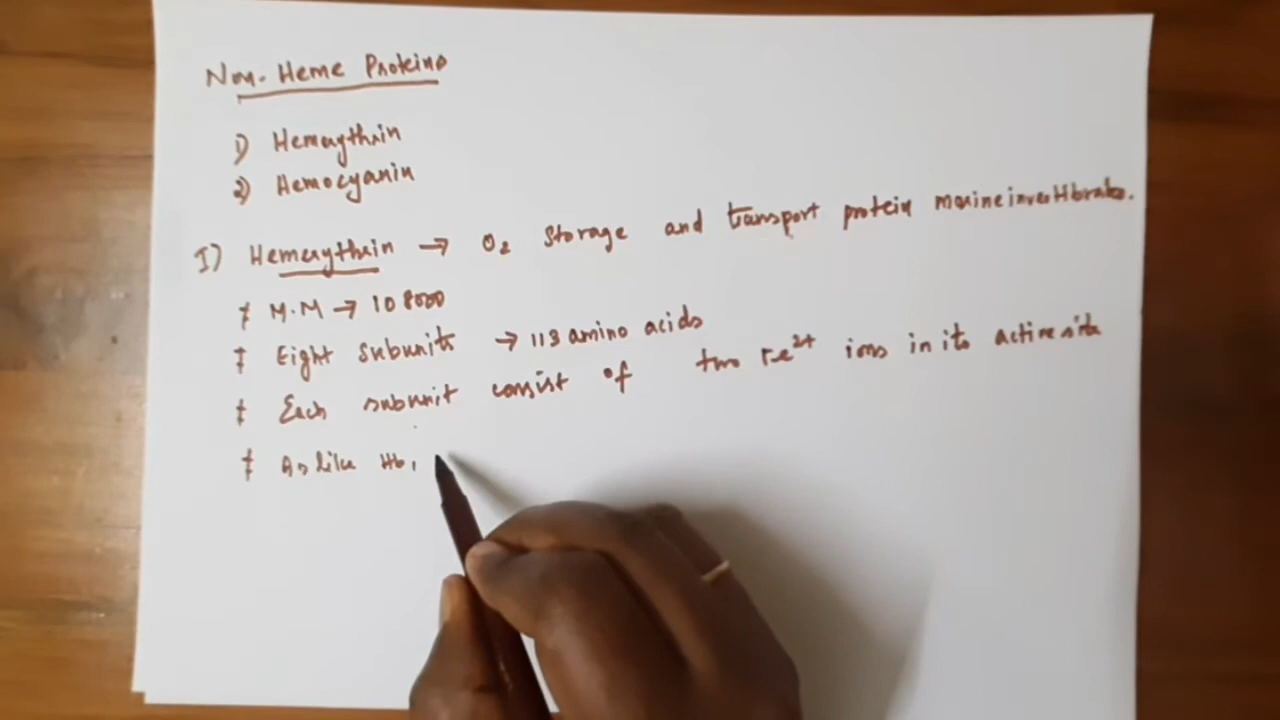 Non-Heme Proteins
1) Hemerythrin
2) Hemocyanin
I) Hemerythrin → O2 storage and transport protein marine invertibrates.
* M.M → 108000
* Eight subunits → 113 amino acids
* Each subunit consist of two Fe2+ ions in its active site
* As like Hb,